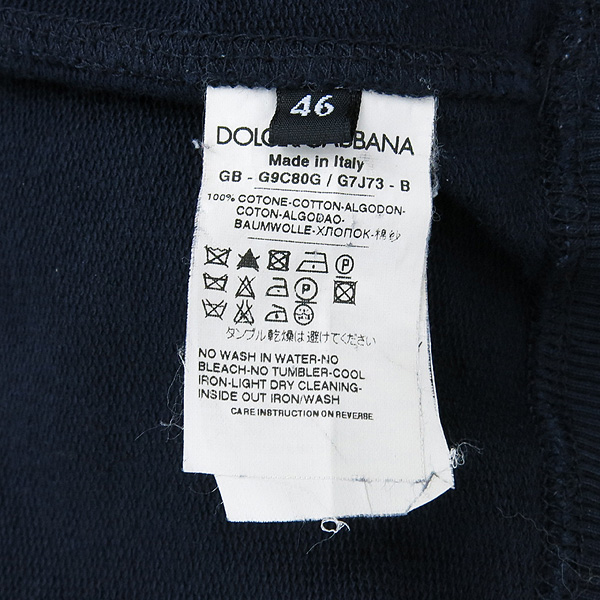 46
DOLCE & GABBANA
Made in Italy
GB - G9C80G / G7J73 - B
100% COTONE-COTTON-ALGODON-
COTON-ALGODAO-
BAUMWOLLE-ХЛОПОК-棉紗
P
P
タンブル乾燥は避けてください
NO WASH IN WATER-NO
BLEACH-NO TUMBLER-COOL
IRON-LIGHT DRY CLEANING-
INSIDE OUT IRON/WASH
CARE INSTRUCTION ON REVERSE